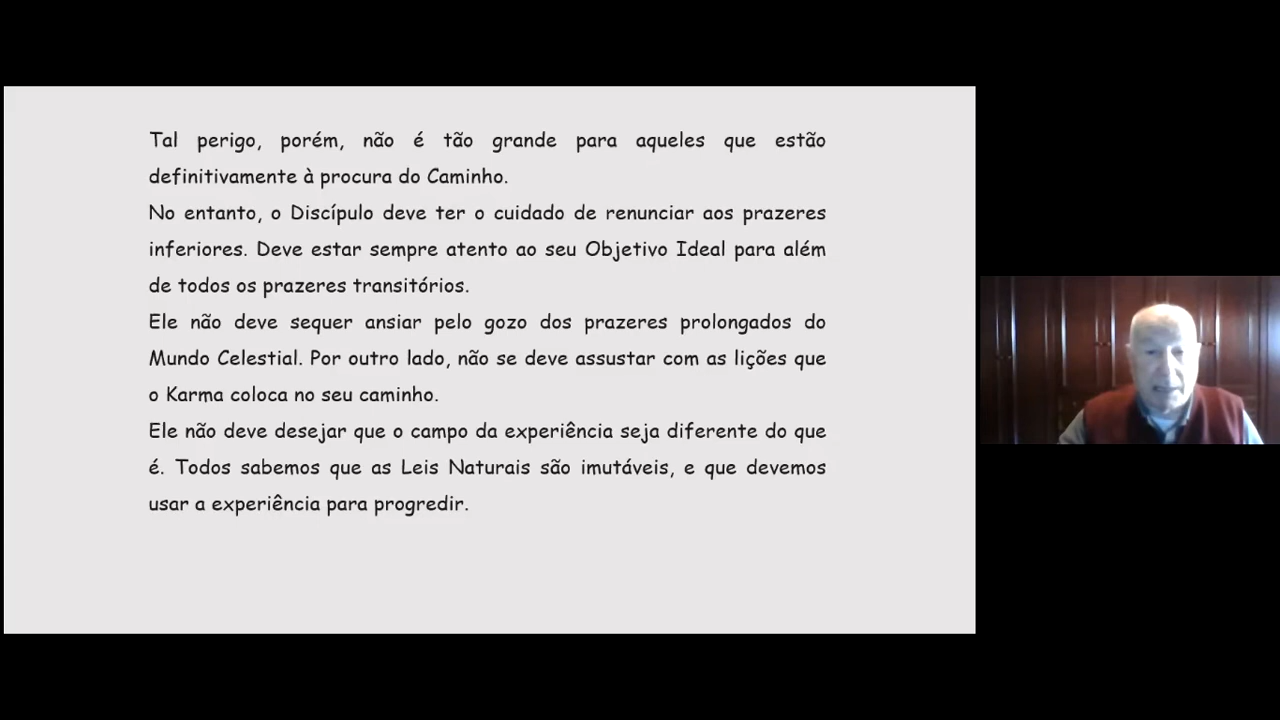 Tal perigo, porém, não é tão grande para aqueles que estão
definitivamente à procura do Caminho.
No entanto, o Discípulo deve ter o cuidado de renunciar aos prazeres
inferiores. Deve estar sempre atento ao seu Objetivo Ideal para além
de todos os prazeres transitórios.
Ele não deve sequer ansiar pelo gozo dos prazeres prolongados do
Mundo Celestial. Por outro lado, não se deve assustar com as lições que
o Karma coloca no seu caminho.
Ele não deve desejar que o campo da experiência seja diferente do que
é. Todos sabemos que as Leis Naturais são imutáveis, e que devemos
usar a experiência para progredir.